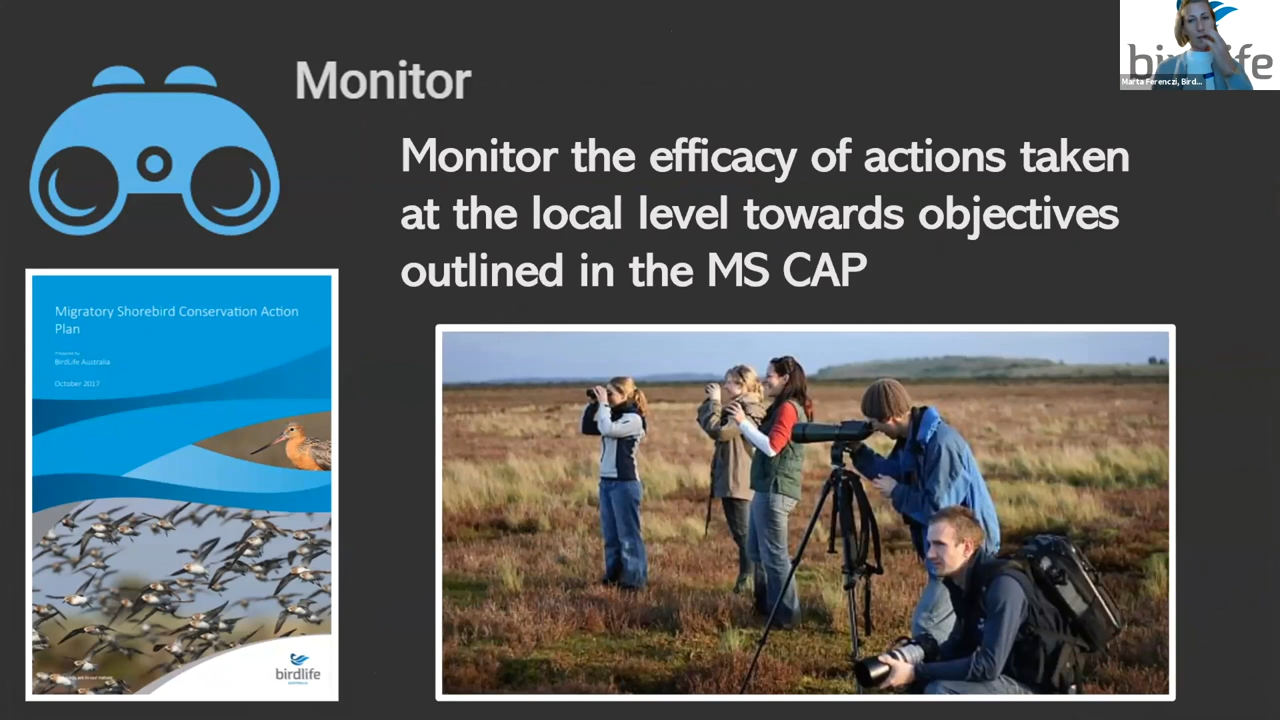 Monitor
Monitor the efficacy of actions taken
at the local level towards objectives
outlined in the MS CAP
Migratory Shorebird Conservation Action
Plan
Prepared by
BirdLife Australia
October 2017
birdlife
AUSTRALIA
Marta Ferenczi, Bird...